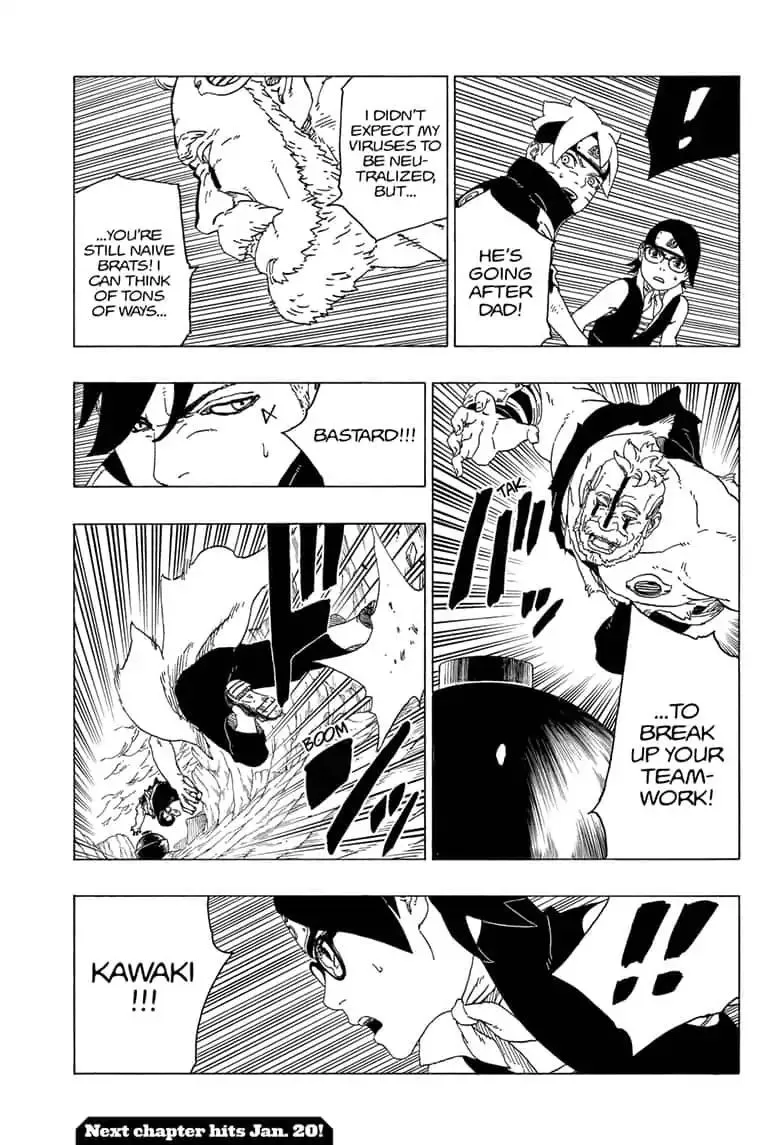 !
HE'S
GOING
AFTER
DAD!
I DIDN'T
EXPECT MY
VIRUSES TO
BE NEU-
TRALIZED,
BUT...
...YOU'RE
STILL NAIVE
BRATS! I
CAN THINK
OF TONS
OF WAYS...
TAK
...TO
BREAK
UP YOUR
TEAM-
WORK!
BASTARD!!!
BOOM
!!
KAWAKI
!!!
Next chapter hits Jan. 20!